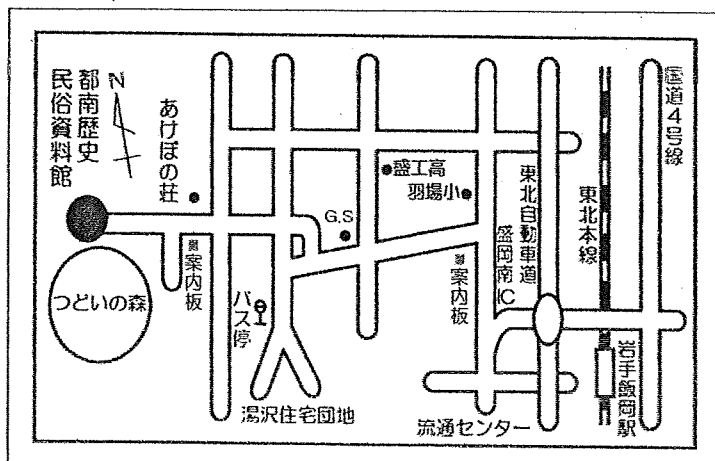 N
都南歴史
民俗資料館
あけぼの荘
案内板
つどいの森
バス停
湯沢住宅団地
G.S
盛工高
羽場小
案内板
流通センター
東北自動車道
盛岡南IC
東北本線
岩手飯岡駅
国道4号線